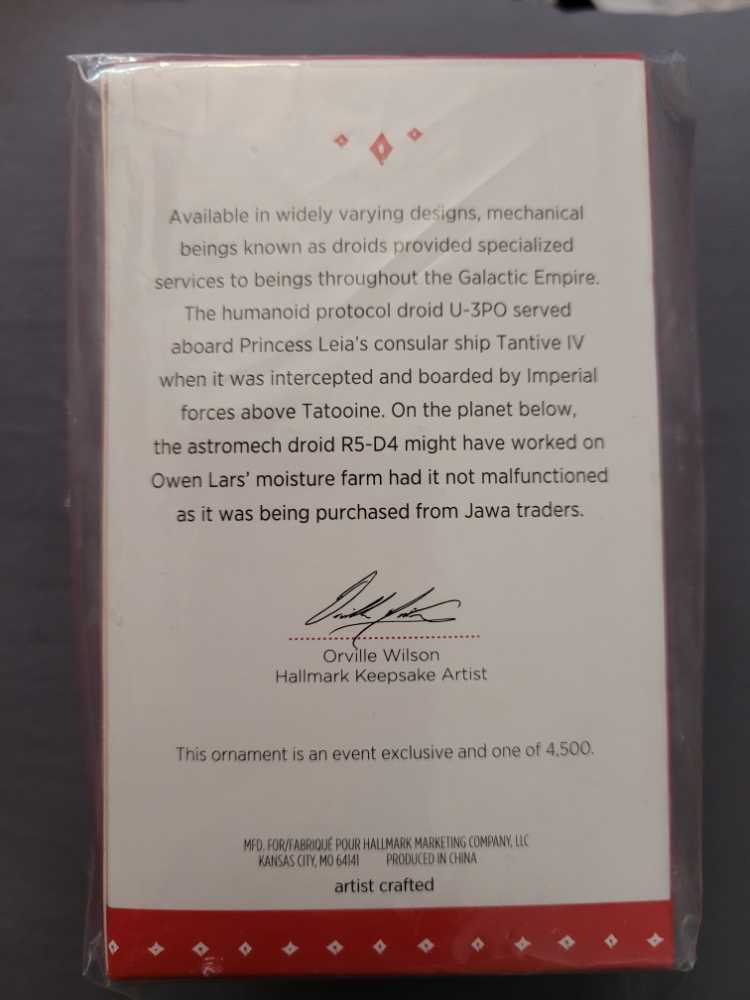 Available in widely varying designs, mechanical
beings known as droids provided specialized
services to beings throughout the Galactic Empire.
The humanoid protocol droid U-3PO served
aboard Princess Leia's consular ship Tantive IV
when it was intercepted and boarded by Imperial
forces above Tatooine. On the planet below,
the astromech droid R5-D4 might have worked on
Owen Lars' moisture farm had it not malfunctioned
as it was being purchased from Jawa traders.
Orville Wilson
Orville Wilson
Hallmark Keepsake Artist
This ornament is an event exclusive and one of 4,500.
MFD. FOR/FABRIQUÉ POUR HALLMARK MARKETING COMPANY, LLC
KANSAS CITY, MO 64141 PRODUCED IN CHINA
artist crafted